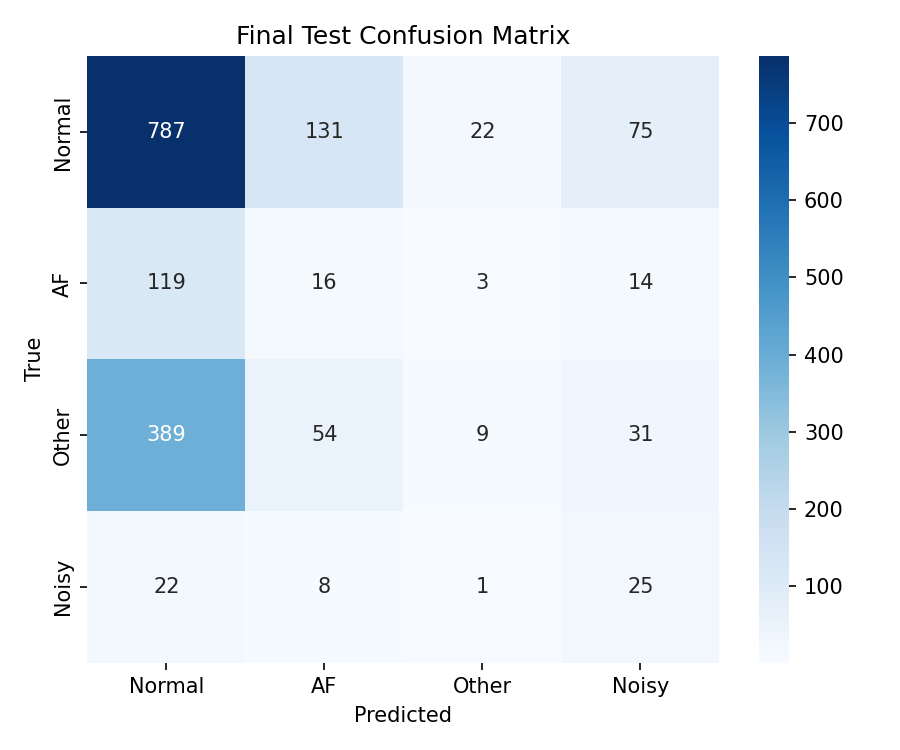 Final Test Confusion Matrix
True
Normal 787 131 22 75
AF 119 16 3 14
Other 389 54 9 31
Noisy 22 8 1 25
Normal AF Other Noisy
Predicted
700
600
500
400
300
200
100